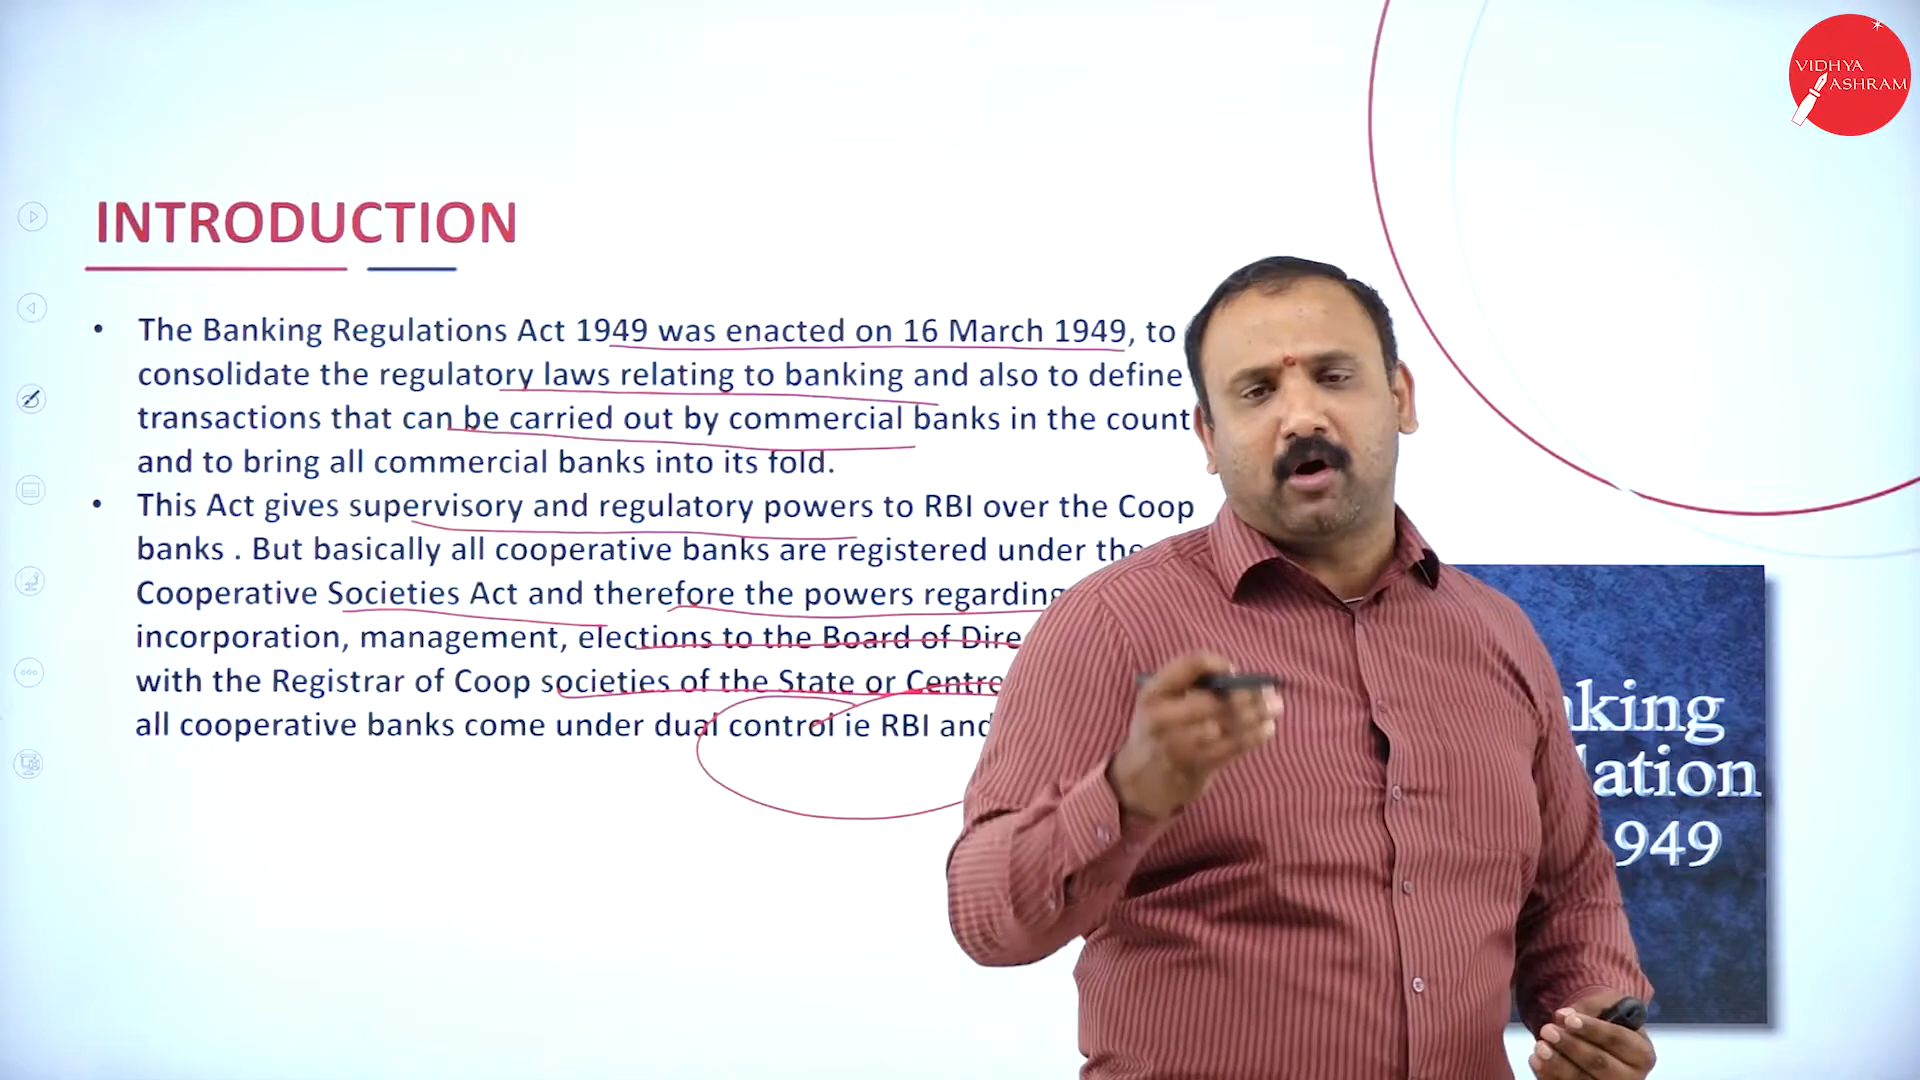 VIDHYA
ASHRAM
INTRODUCTION
• The Banking Regulations Act 1949 was enacted on 16 March 1949, to
consolidate the regulatory laws relating to banking and also to define
transactions that can be carried out by commercial banks in the count
and to bring all commercial banks into its fold.
• This Act gives supervisory and regulatory powers to RBI over the Coop
banks . But basically all cooperative banks are registered under the
Cooperative Societies Act and therefore the powers regarding
incorporation, management, elections to the Board of Dire
with the Registrar of Coop societies of the State or Centre
all cooperative banks come under dual control ie RBI and
king
lation
949